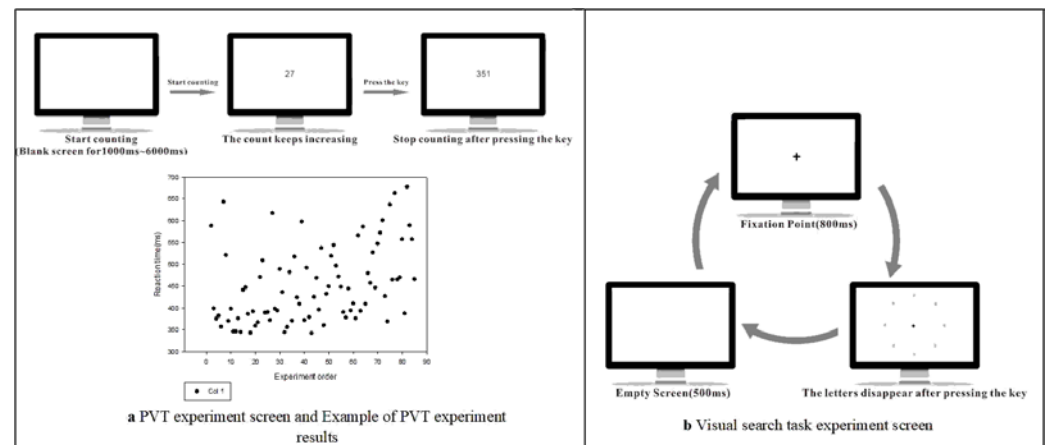 27
351
Start counting
Press the key
Start counting
(Blank screen for1000ms~6000ms)
The count keeps increasing
Stop counting after pressing the key
700
650
600
550
500
450
400
350
300
Reaction time(ms)
0 10 20 30 40 50 60 70 80 90
Experiment order
Col 1
a PVT experiment screen and Example of PVT experiment
results
+
Fixation Point(800ms)
+
Empty Screen(500ms)
The letters disappear after pressing the key
b Visual search task experiment screen